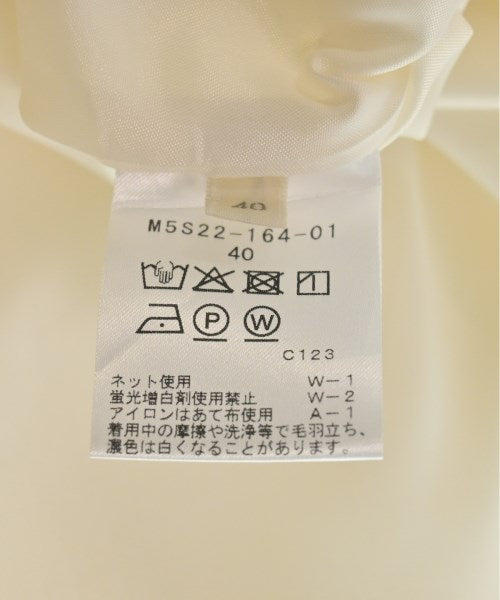 40
M5S22-164-01
40
P W
C123
ネット使用 W-1
蛍光増白剤使用禁止 W-2
アイロンはあて布使用 A-1
着用中の摩擦や洗浄等で毛羽立ち、
濃色は白くなることがあります。